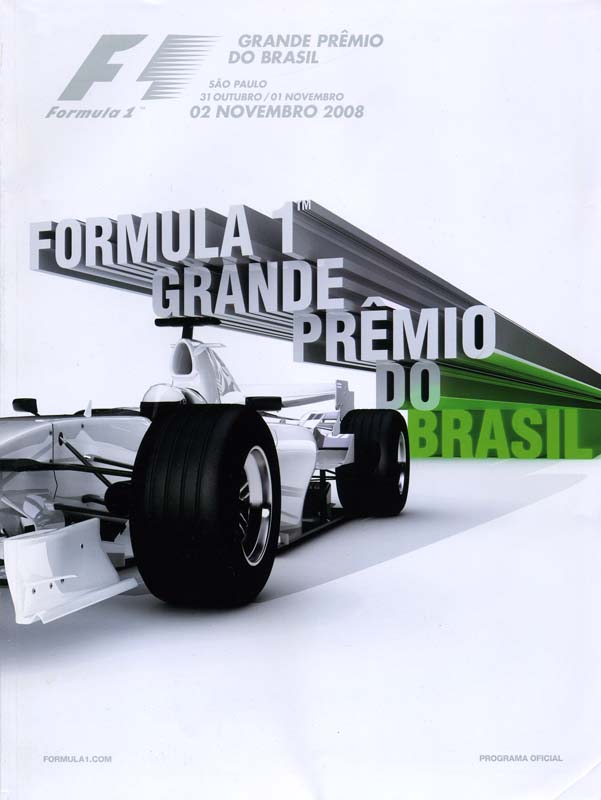 F1
Formula 1™
GRANDE PRÊMIO
DO BRASIL
SÃO PAULO
31 OUTUBRO / 01 NOVEMBRO
02 NOVEMBRO 2008
FORMULA 1™
GRANDE
PRÊMIO
DO
BRASIL
FORMULA1.COM
PROGRAMA OFICIAL